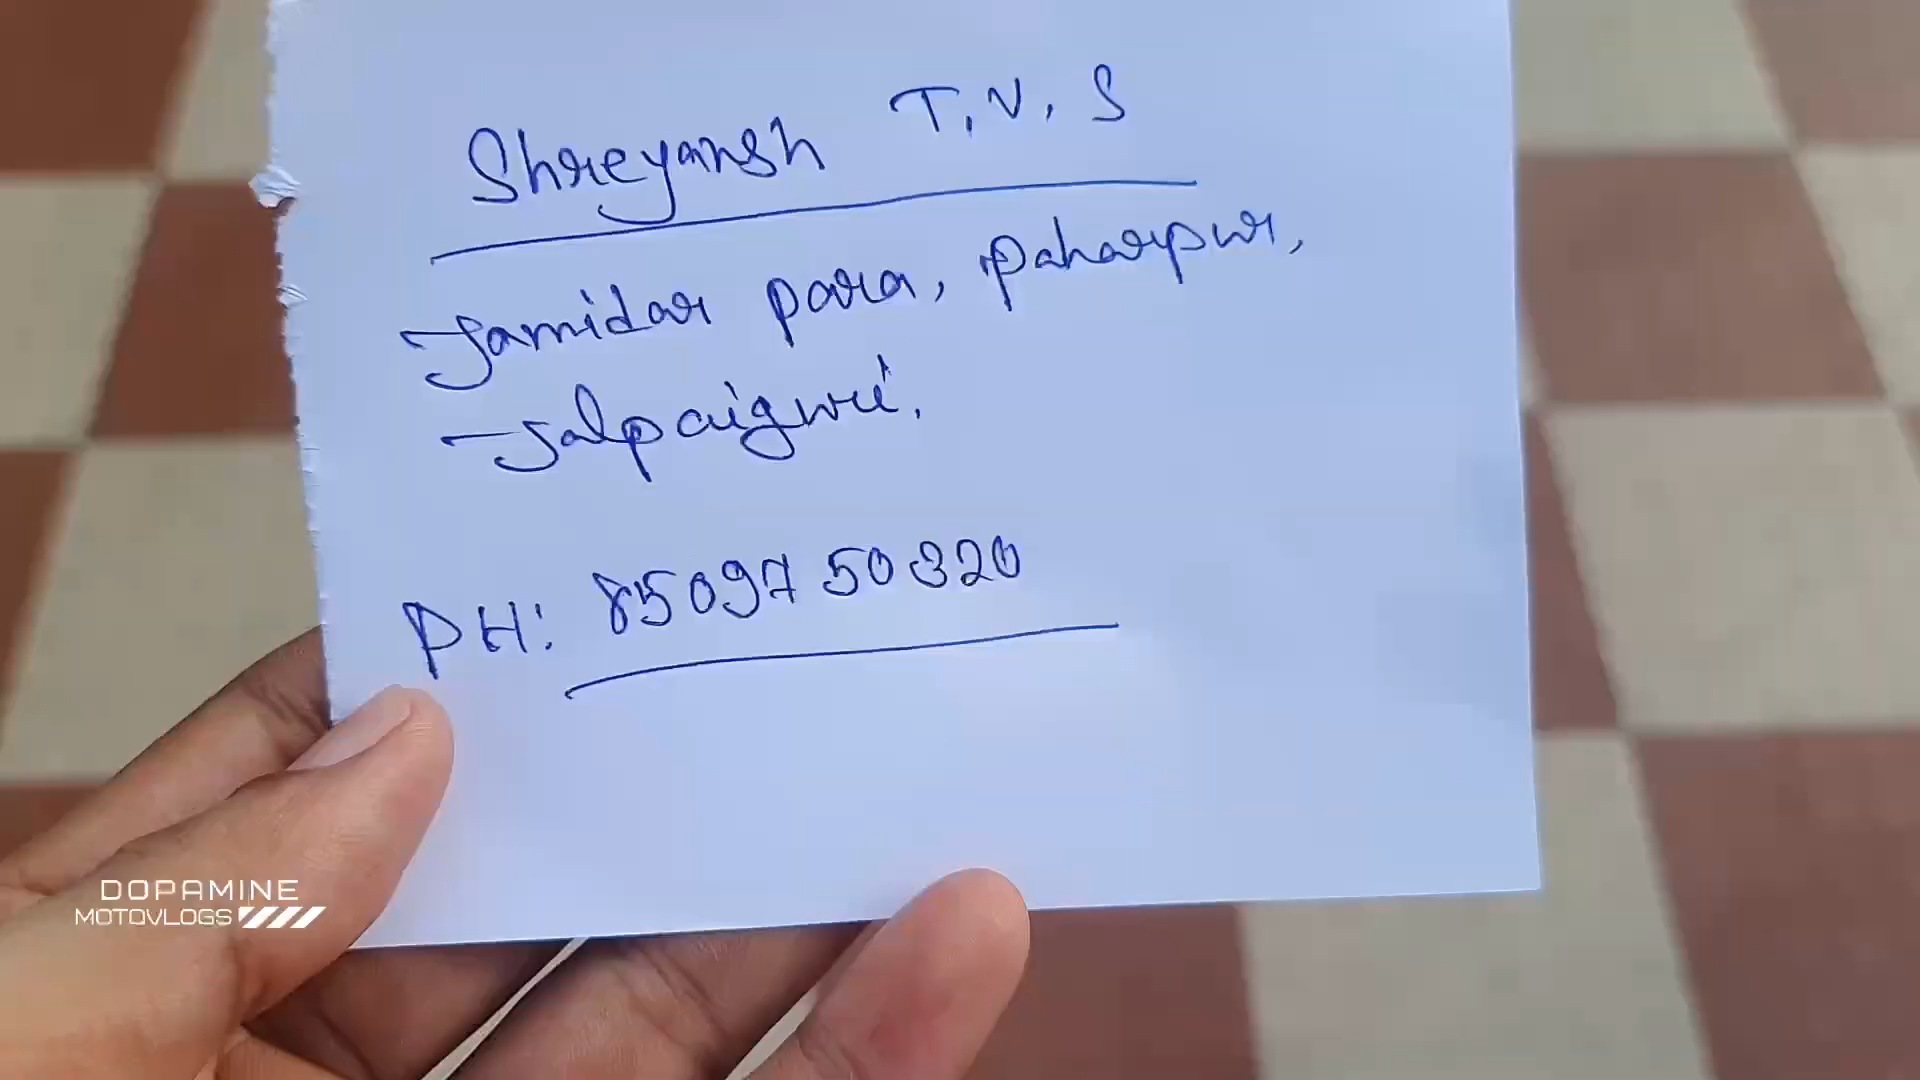 Shreyansh T.V.S
Jamidar para, Paharpur,
Jalpaiguri.
PH: 8509750320
DOPAMINE
MOTOVLOGS